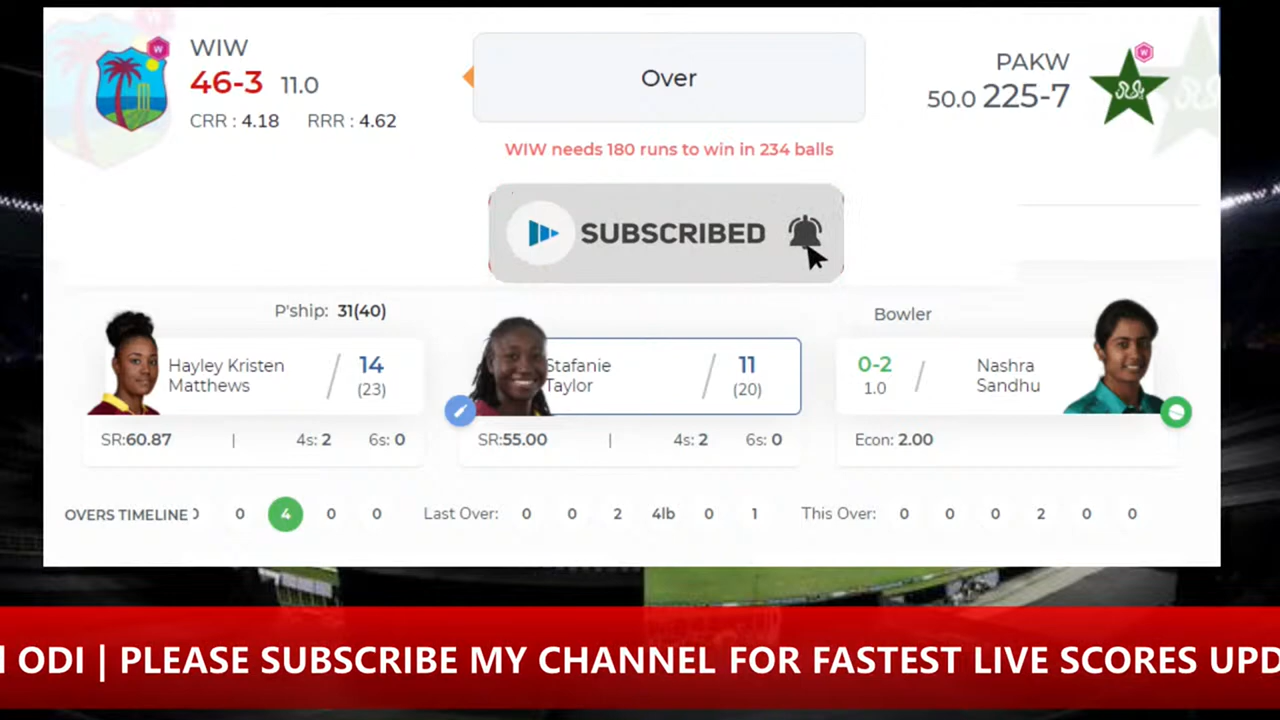 WIW
46-3 11.0
CRR : 4.18 RRR : 4.62
Over
PAKW
50.0 225-7
WIW needs 180 runs to win in 234 balls
SUBSCRIBED
P'ship: 31(40)
Hayley Kristen
Matthews
14
(23)
SR:60.87 | 4s: 2 6s: 0
Stafanie
Taylor
11
(20)
SR:55.00 | 4s: 2 6s: 0
Bowler
0-2
1.0
Nashra
Sandhu
Econ: 2.00
OVERS TIMELINE 0 4 0 0 Last Over: 0 0 2 4lb 0 1 This Over: 0 0 0 2 0 0
ODI | PLEASE SUBSCRIBE MY CHANNEL FOR FASTEST LIVE SCORES UPD